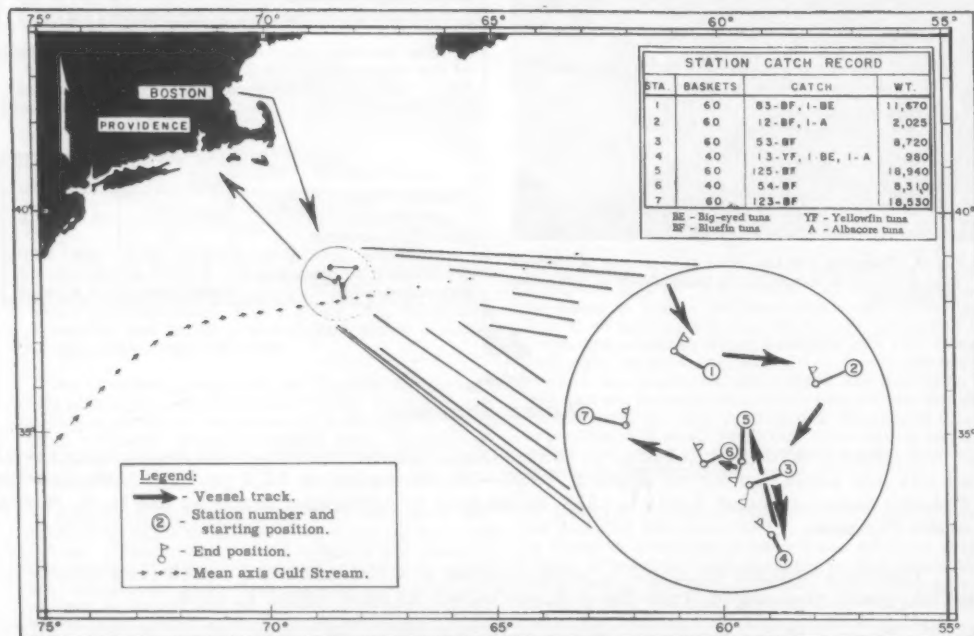 75° 70° 65° 60° 55°
BOSTON
PROVIDENCE
STATION CATCH RECORD
STA. BASKETS CATCH WT.
1 60 83-BF, 1-BE 11,670
2 60 12-BF, 1-A 2,025
3 60 53-BF 8,720
4 40 13-YF, 1-BE, 1-A 980
5 60 125-BF 18,940
6 40 54-BF 8,310
7 60 123-BF 18,530
BE - Big-eyed tuna YF - Yellowfin tuna
BF - Bluefin tuna A - Albacore tuna
40° 40°
1
2
7
5
6
3
4
35° 35°
Legend:
- Vessel track.
2 - Station number and
starting position.
- End position.
- Mean axis Gulf Stream.
75° 70° 65° 60° 55°